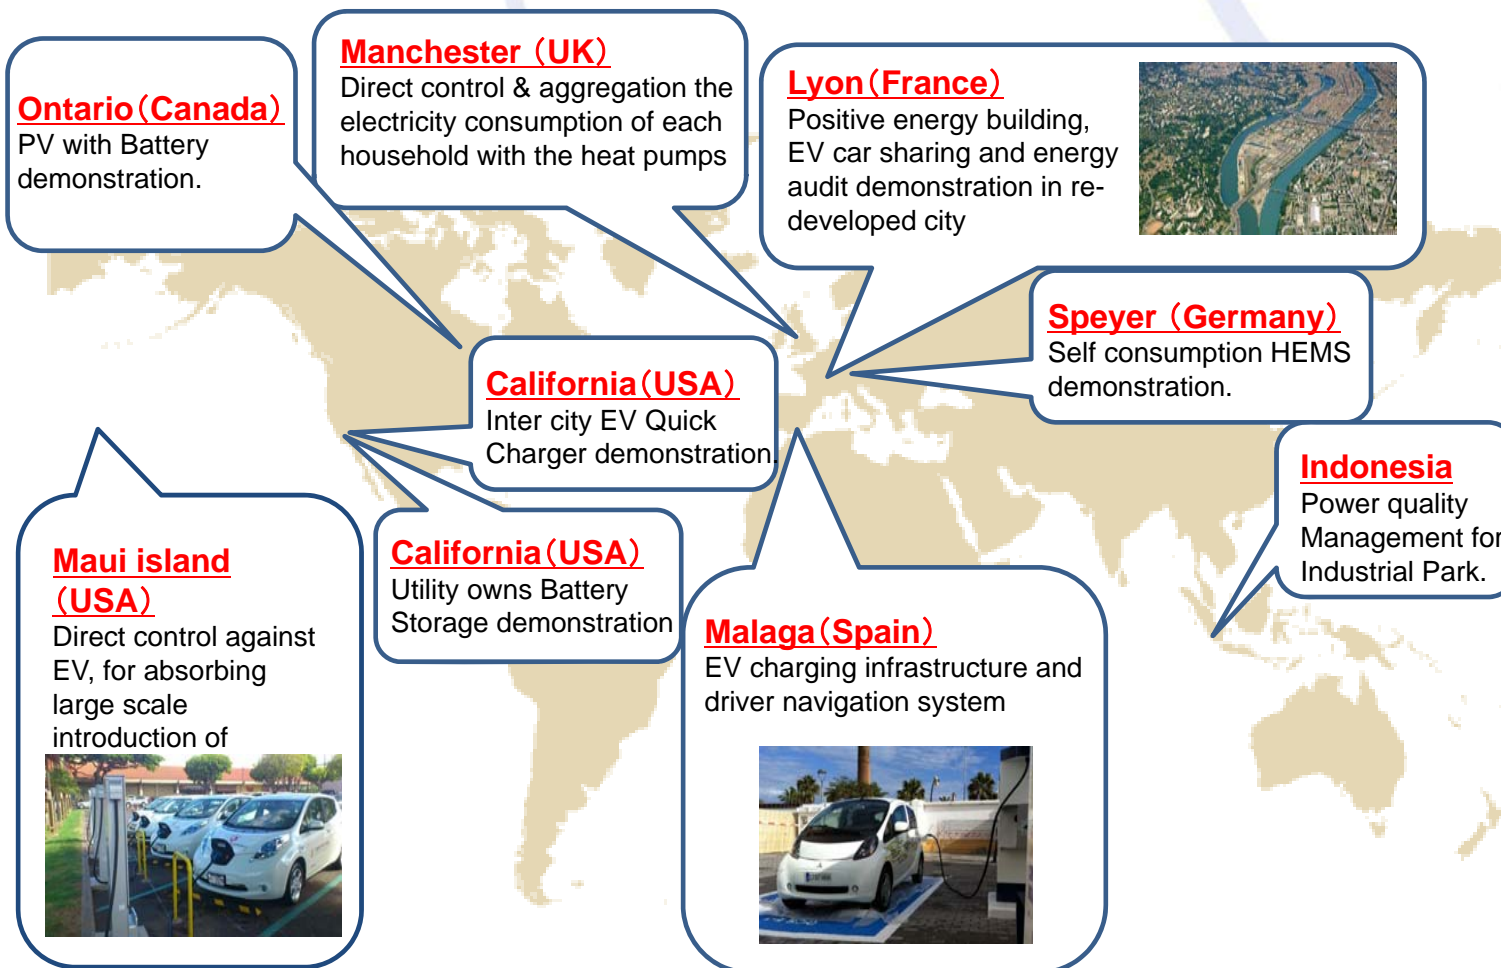 Ontario（Canada）
PV with Battery
demonstration.
Manchester（UK）
Direct control & aggregation the
electricity consumption of each
household with the heat pumps
Lyon（France）
Positive energy building,
EV car sharing and energy
audit demonstration in re-
developed city
Speyer（Germany）
Self consumption HEMS
demonstration.
California（USA）
Inter city EV Quick
Charger demonstration.
Indonesia
Power quality
Management for
Industrial Park.
California（USA）
Utility owns Battery
Storage demonstration
Maui island
（USA）
Direct control against
EV, for absorbing
large scale
introduction of
Malaga（Spain）
EV charging infrastructure and
driver navigation system